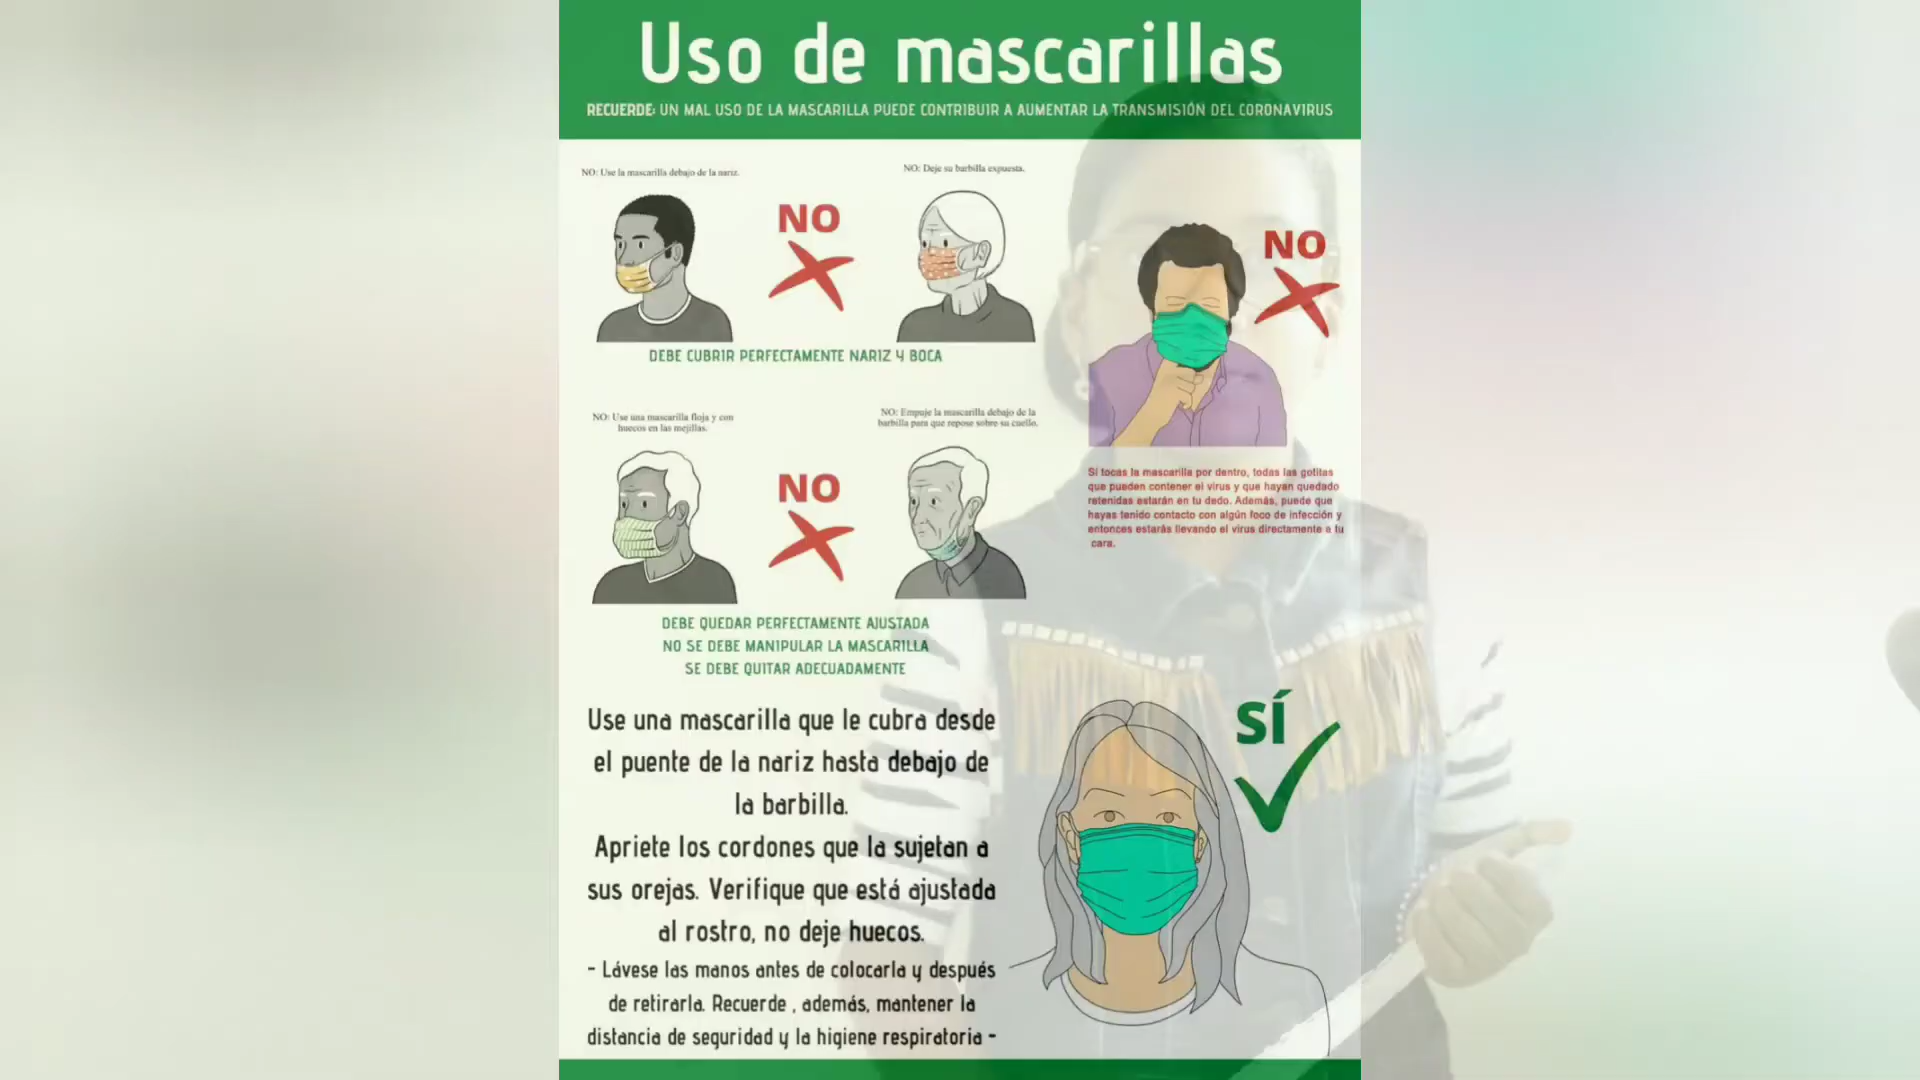 Uso de mascarillas
RECUERDE: UN MAL USO DE LA MASCARILLA PUEDE CONTRIBUIR A AUMENTAR LA TRANSMISIÓN DEL CORONAVIRUS
NO: Use la mascarilla debajo de la nariz.
NO
NO: Deje su barbilla expuesta.
DEBE CUBRIR PERFECTAMENTE NARIZ Y BOCA
NO: Use una mascarilla floja y con
huecos en las mejillas.
NO
NO: Empuje la mascarilla debajo de la
barbilla para que repose sobre su cuello.
DEBE QUEDAR PERFECTAMENTE AJUSTADA
NO SE DEBE MANIPULAR LA MASCARILLA
SE DEBE QUITAR ADECUADAMENTE
NO
Si tocas la mascarilla por dentro, todas las gotitas
que pueden contener el virus y que hayan quedado
retenidas estarán en tu dedo. Además, puede que
hayas tenido contacto con algún foco de infección y
entonces estarás llevando el virus directamente a tu
cara.
Use una mascarilla que le cubra desde
el puente de la nariz hasta debajo de
la barbilla.
Apriete los cordones que la sujetan a
sus orejas. Verifique que está ajustada
al rostro, no deje huecos.
- Lávese las manos antes de colocarla y después
de retirarla. Recuerde , además, mantener la
distancia de seguridad y la higiene respiratoria -
SÍ